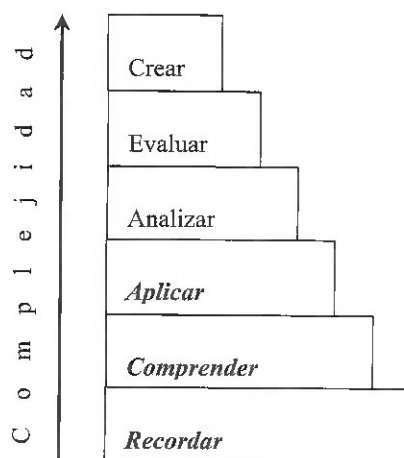 Complejidad
Crear
Evaluar
Analizar
Aplicar
Comprender
Recordar